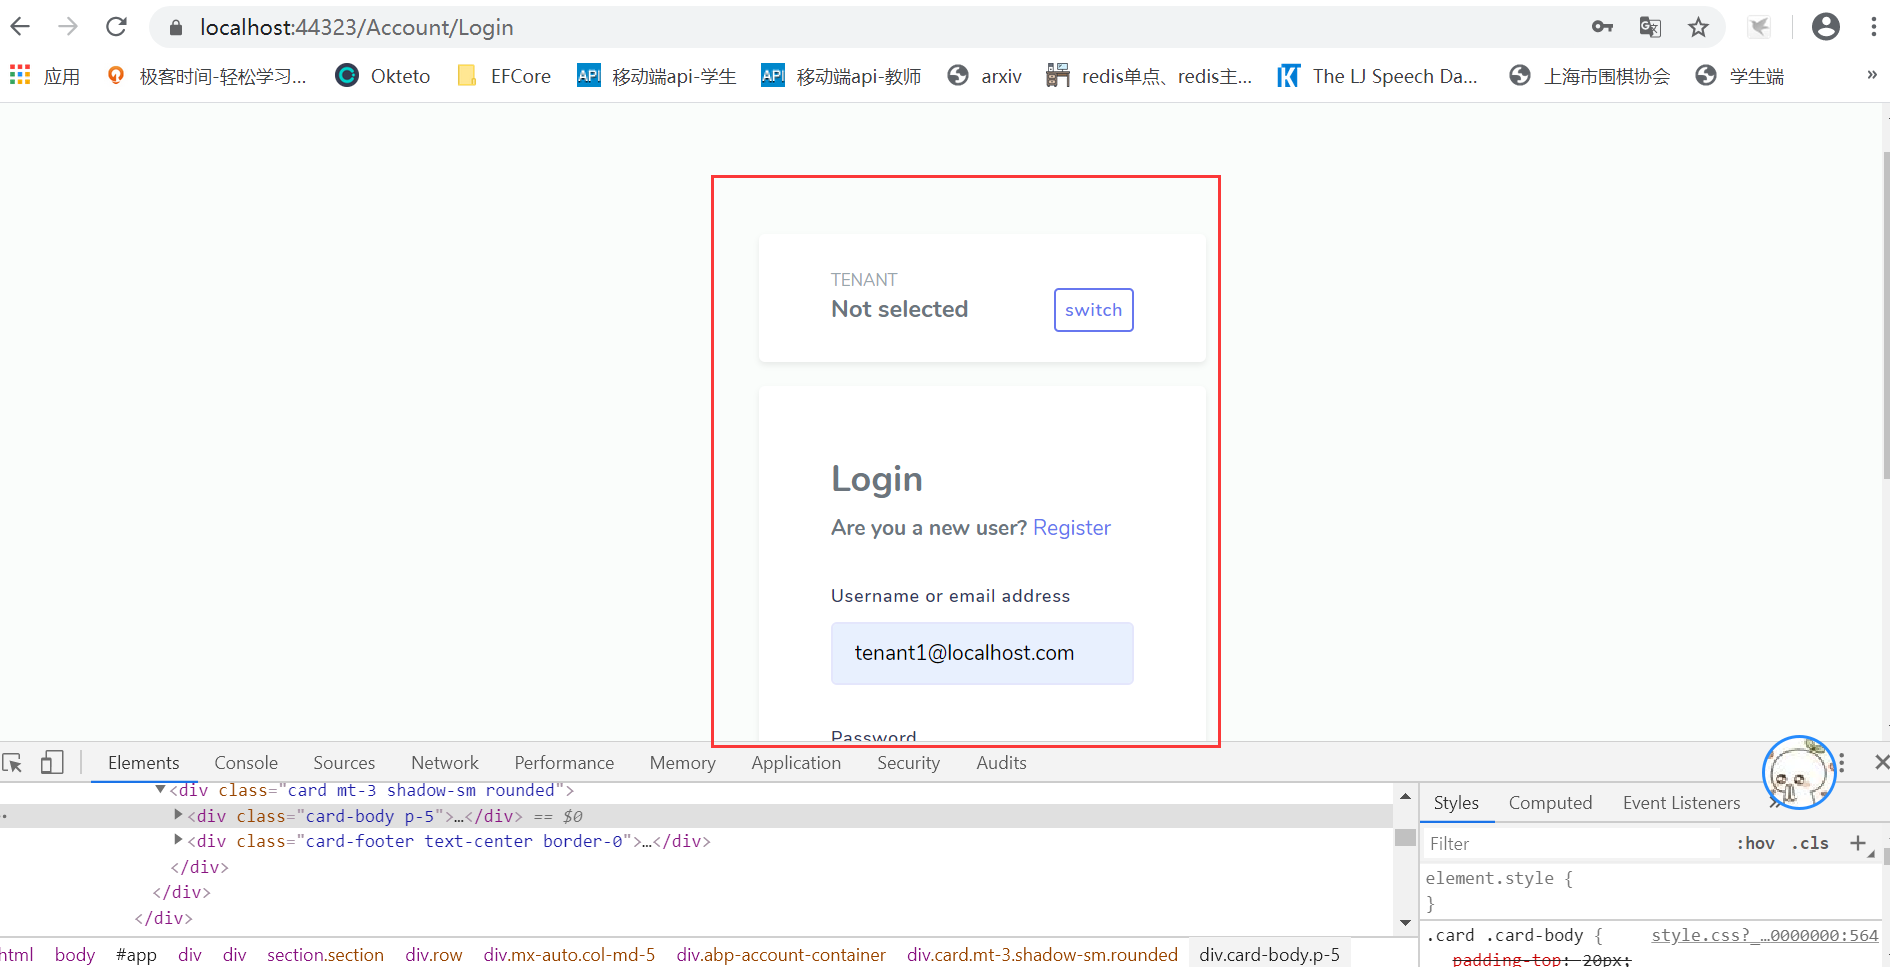 localhost:44323/Account/Login
应用 极客时间-轻松学习... Okteto EFCore API 移动端api-学生 API 移动端api-教师 arxiv redis单点、redis主... The LJ Speech Da... 上海市围棋协会 学生端 »
TENANT
Not selected
switch
Login
Are you a new user? Register
Username or email address
tenant1@localhost.com
Password
Elements Console Sources Network Performance Memory Application Security Audits
<div class="card mt-3 shadow-sm rounded">
<div class="card-body p-5">…</div> == $0
<div class="card-footer text-center border-0">…</div>
</div>
</div>
</div>
html body #app div div section.section div.row div.mx-auto.col-md-5 div.abp-account-container div.card.mt-3.shadow-sm.rounded div.card-body.p-5
Styles Computed Event Listeners »
Filter :hov .cls +
element.style {
}
.card .card-body { style.css?_…0000000:564
padding-top: 20px;